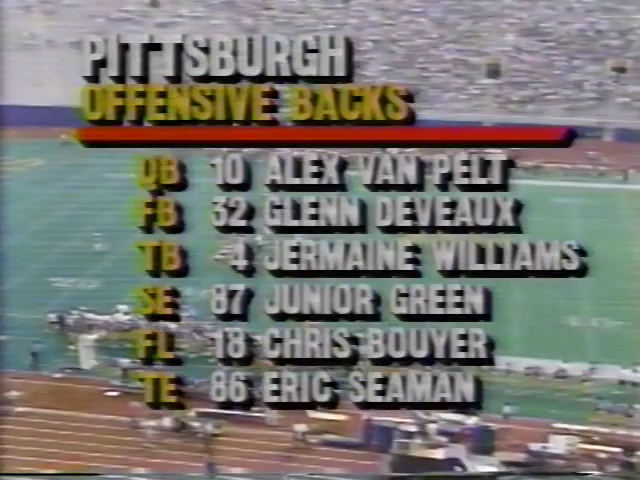 PITTSBURGH
OFFENSIVE BACKS
QB 10 ALEX VAN PELT
FB 32 GLENN DEVEAUX
TB 4 JERMAINE WILLIAMS
SE 87 JUNIOR GREEN
FL 18 CHRIS BOUYER
TE 86 ERIC SEAMAN